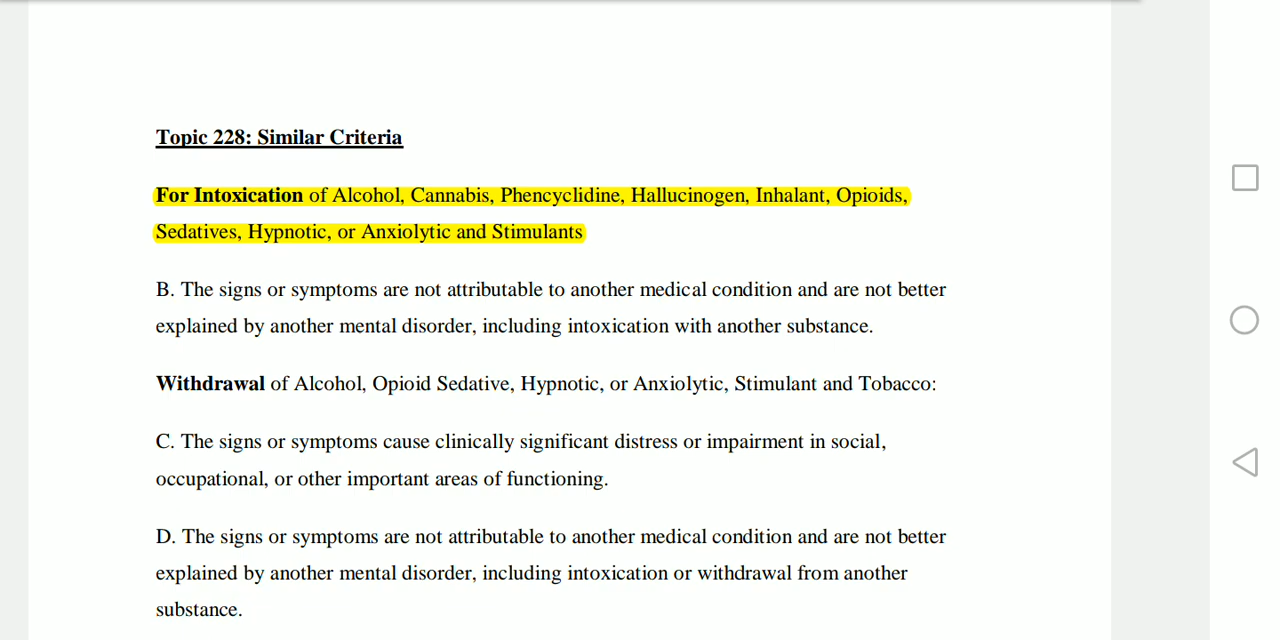 Topic 228: Similar Criteria
For Intoxication of Alcohol, Cannabis, Phencyclidine, Hallucinogen, Inhalant, Opioids,
Sedatives, Hypnotic, or Anxiolytic and Stimulants
B. The signs or symptoms are not attributable to another medical condition and are not better
explained by another mental disorder, including intoxication with another substance.
Withdrawal of Alcohol, Opioid Sedative, Hypnotic, or Anxiolytic, Stimulant and Tobacco:
C. The signs or symptoms cause clinically significant distress or impairment in social,
occupational, or other important areas of functioning.
D. The signs or symptoms are not attributable to another medical condition and are not better
explained by another mental disorder, including intoxication or withdrawal from another
substance.